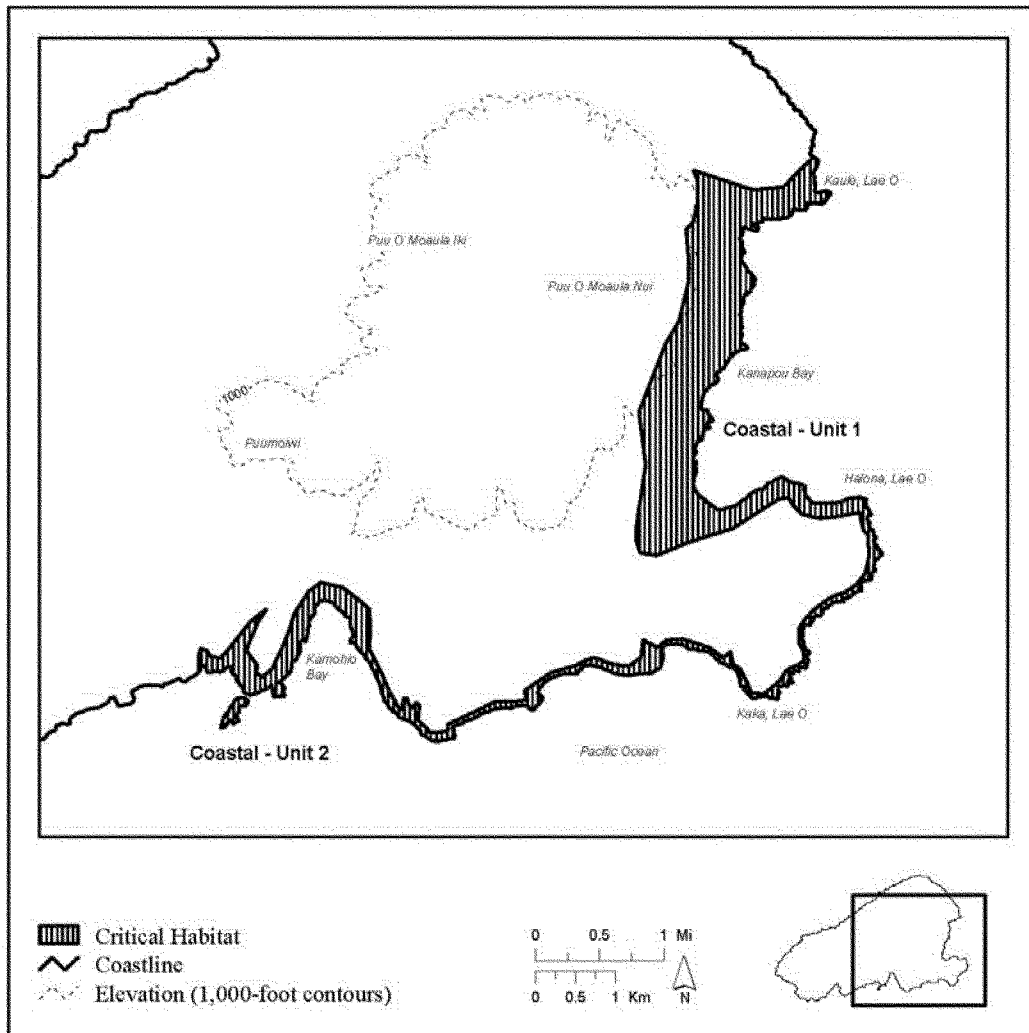 Kaule, Lae O
Puu O Moaula Iki
Puu O Moaula Nui
Kanapou Bay
1000
Coastal - Unit 1
Puumoiwi
Halona, Lae O
Kamohio
Bay
Kaka, Lae O
Coastal - Unit 2
Pacific Ocean
Critical Habitat
Coastline
Elevation (1,000-foot contours)
0 0.5 1 Mi
0 0.5 1 Km
N